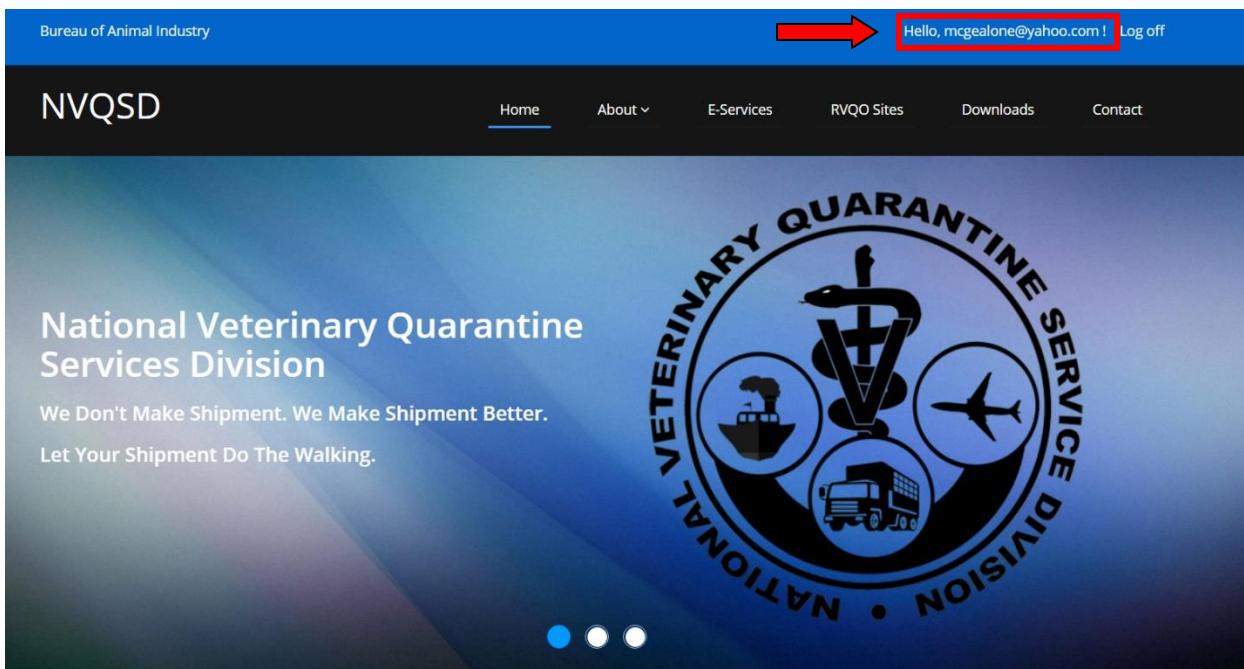 Bureau of Animal Industry
Hello, mcgealone@yahoo.com !
Log off
NVQSD
Home
About
E-Services
RVQO Sites
Downloads
Contact
National Veterinary Quarantine
Services Division
We Don't Make Shipment. We Make Shipment Better.
Let Your Shipment Do The Walking.
NATIONAL VETERINARY QUARANTINE SERVICE DIVISION •
V